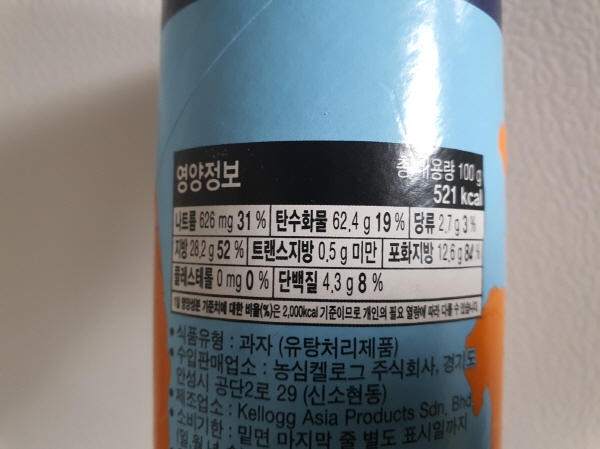 영양정보
총 내용량 100 g
521 kcal
나트륨 626 mg 31 % 탄수화물 62.4 g 19 % 당류 2.7 g 3 %
지방 28.2 g 52 % 트랜스지방 0.5 g 미만 포화지방 12.6 g 84 %
콜레스테롤 0 mg 0 % 단백질 4.3 g 8 %
1일 영양성분 기준치에 대한 비율(%)은 2,000kcal 기준이므로 개인의 필요 열량에 따라 다를 수 있습니다.
• 식품유형 : 과자 (유탕처리제품)
• 수입판매업소 : 농심켈로그 주식회사, 경기도
안성시 공단2로 29 (신소현동)
• 제조업소 : Kellogg Asia Products Sdn. Bhd.
• 소비기한 : 밑면 마지막 줄 별도 표시일까지